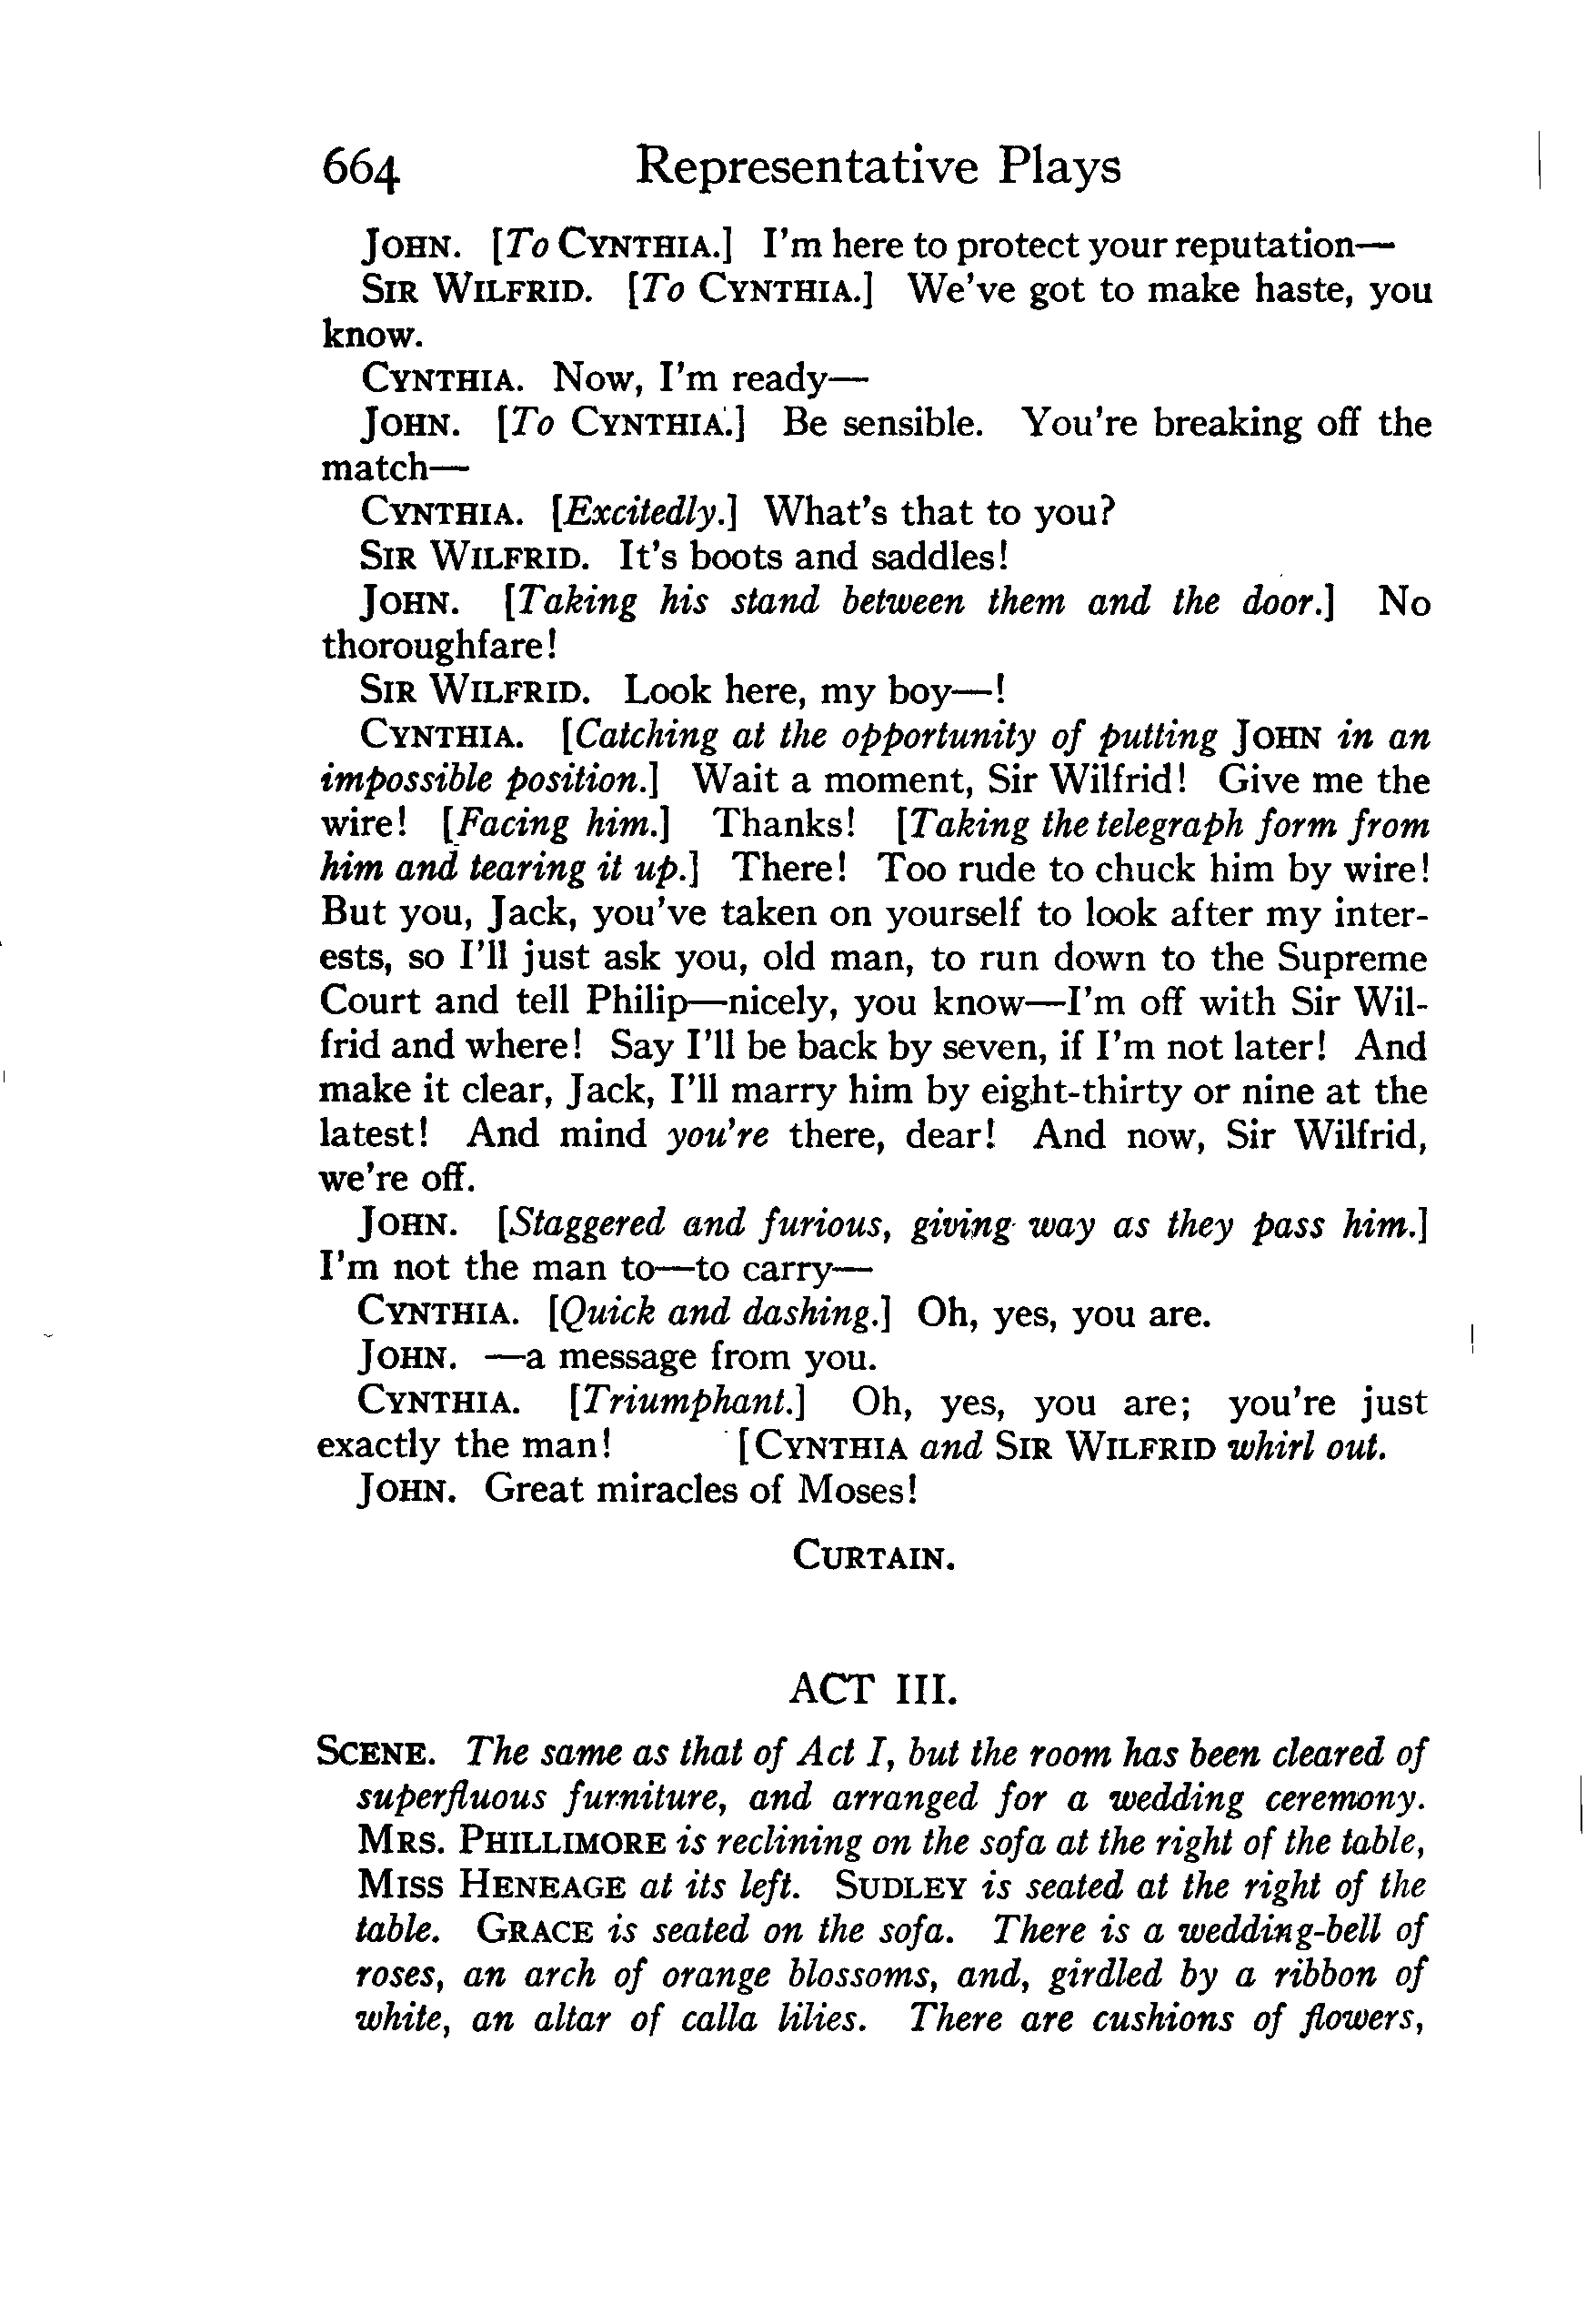 664 Representative Plays
JOHN. [To CYNTHIA.] I'm here to protect your reputation—
SIR WILFRID. [To CYNTHIA.] We've got to make haste, you
know.
CYNTHIA. Now, I'm ready—
JOHN. [To CYNTHIA.] Be sensible. You're breaking off the
match—
CYNTHIA. [Excitedly.] What's that to you?
SIR WILFRID. It's boots and saddles!
JOHN. [Taking his stand between them and the door.] No
thoroughfare!
SIR WILFRID. Look here, my boy—!
CYNTHIA. [Catching at the opportunity of putting JOHN in an
impossible position.] Wait a moment, Sir Wilfrid! Give me the
wire! [Facing him.] Thanks! [Taking the telegraph form from
him and tearing it up.] There! Too rude to chuck him by wire!
But you, Jack, you've taken on yourself to look after my inter-
ests, so I'll just ask you, old man, to run down to the Supreme
Court and tell Philip—nicely, you know—I'm off with Sir Wil-
frid and where! Say I'll be back by seven, if I'm not later! And
make it clear, Jack, I'll marry him by eight-thirty or nine at the
latest! And mind you're there, dear! And now, Sir Wilfrid,
we're off.
JOHN. [Staggered and furious, giving way as they pass him.]
I'm not the man to—to carry—
CYNTHIA. [Quick and dashing.] Oh, yes, you are.
JOHN. —a message from you.
CYNTHIA. [Triumphant.] Oh, yes, you are; you're just
exactly the man! [CYNTHIA and SIR WILFRID whirl out.
JOHN. Great miracles of Moses!
CURTAIN.
ACT III.
SCENE. The same as that of Act I, but the room has been cleared of
superfluous furniture, and arranged for a wedding ceremony.
MRS. PHILLIMORE is reclining on the sofa at the right of the table,
MISS HENEAGE at its left. SUDLEY is seated at the right of the
table. GRACE is seated on the sofa. There is a wedding-bell of
roses, an arch of orange blossoms, and, girdled by a ribbon of
white, an altar of calla lilies. There are cushions of flowers,